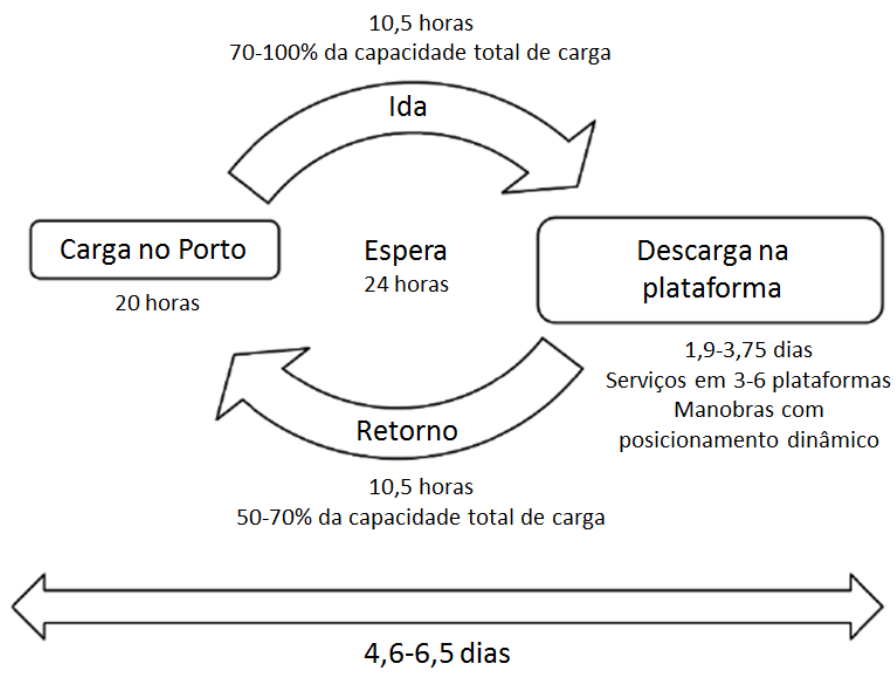 10,5 horas
70-100% da capacidade total de carga
Ida
Carga no Porto
20 horas
Espera
24 horas
Descarga na
plataforma
1,9-3,75 dias
Serviços em 3-6 plataformas
Manobras com
posicionamento dinâmico
Retorno
10,5 horas
50-70% da capacidade total de carga
4,6-6,5 dias